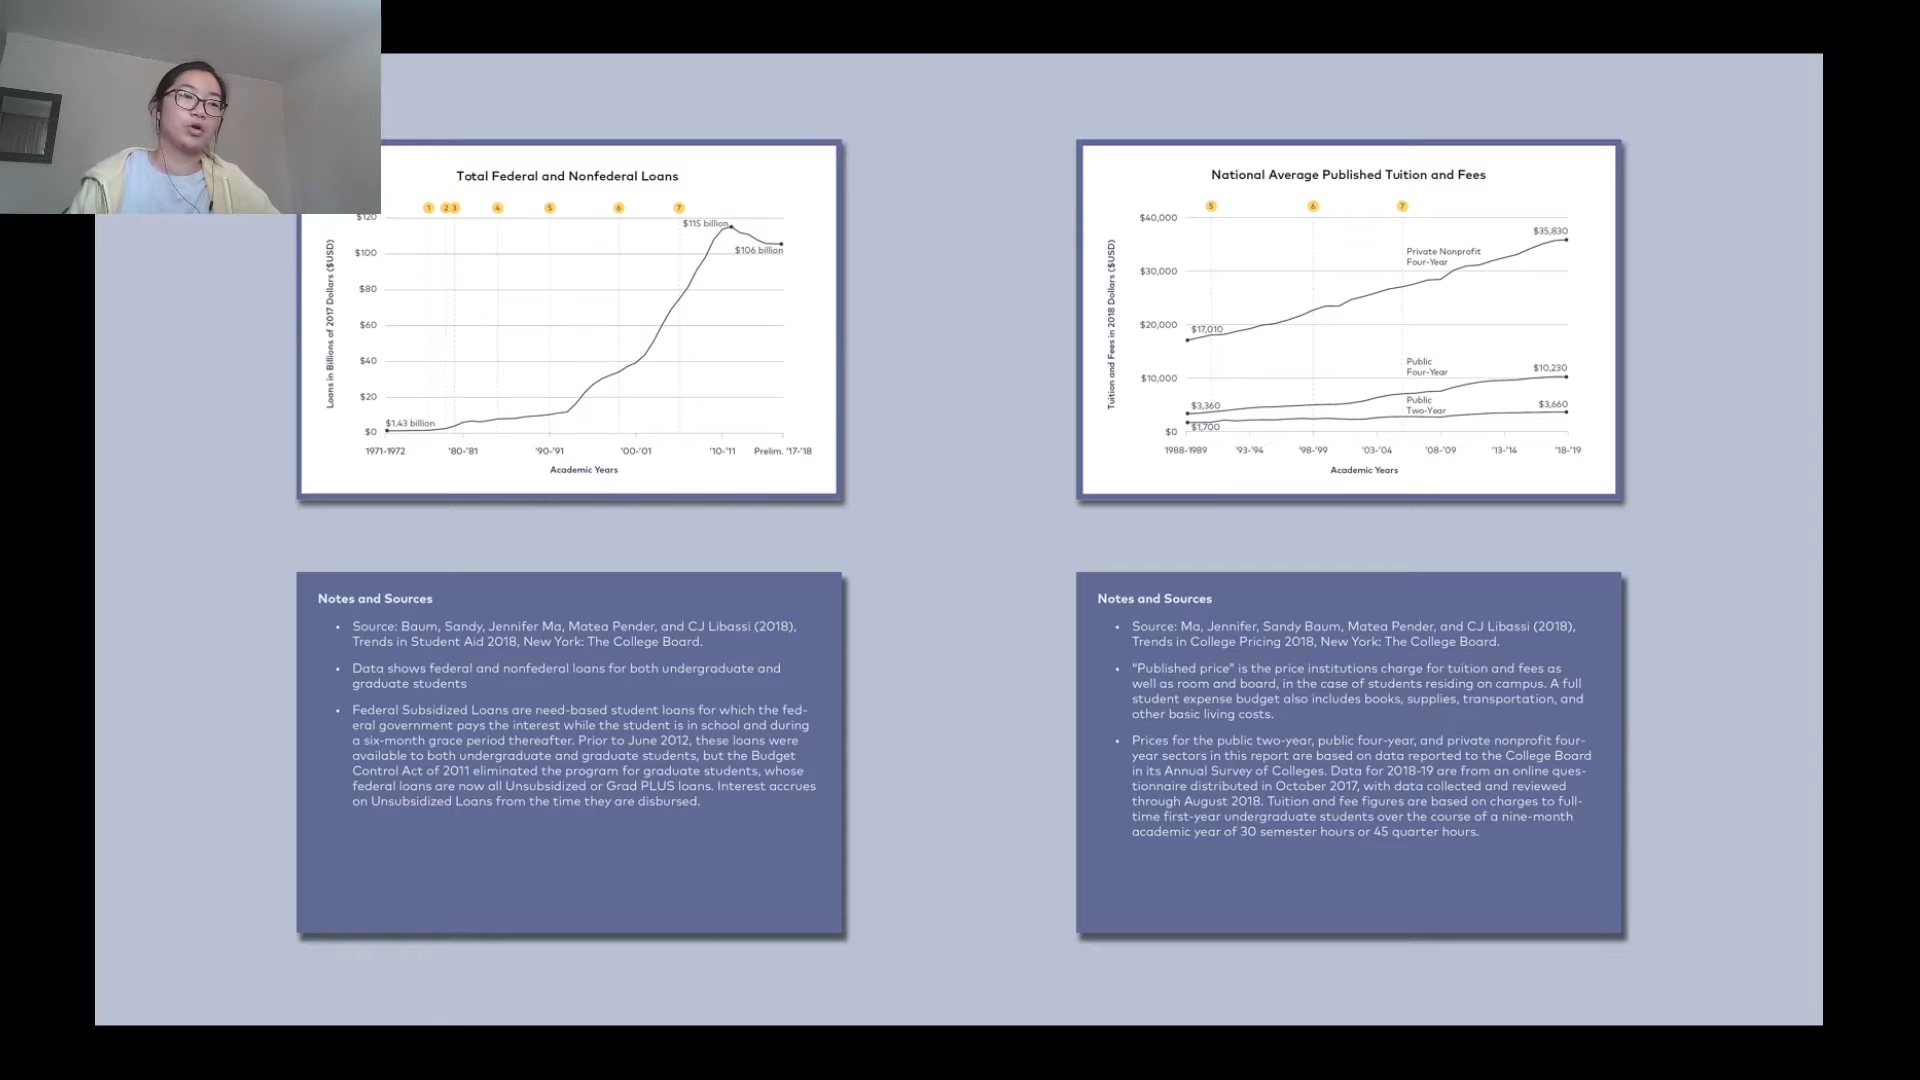 Total Federal and Nonfederal Loans
1 2 3 4 5 6 7
$120
$100
$80
$60
$40
$20
$0
Loans in Billions of 2017 Dollars ($USD)
$115 billion
$106 billion
$1.43 billion
1971-1972 '80-'81 '90-'91 '00-'01 '10-'11 Prelim. '17-'18
Academic Years
National Average Published Tuition and Fees
5 6 7
$40,000
$30,000
$20,000
$10,000
$0
Tuition and Fees in 2018 Dollars ($USD)
$35,830
Private Nonprofit
Four-Year
$17,010
Public
Four-Year
$10,230
$3,360
Public
Two-Year
$3,660
$1,700
1988-1989 '93-'94 '98-'99 '03-'04 '08-'09 '13-'14 '18-'19
Academic Years
Notes and Sources
• Source: Baum, Sandy, Jennifer Ma, Matea Pender, and CJ Libassi (2018),
Trends in Student Aid 2018, New York: The College Board.
• Data shows federal and nonfederal loans for both undergraduate and
graduate students
• Federal Subsidized Loans are need-based student loans for which the fed-
eral government pays the interest while the student is in school and during
a six-month grace period thereafter. Prior to June 2012, these loans were
available to both undergraduate and graduate students, but the Budget
Control Act of 2011 eliminated the program for graduate students, whose
federal loans are now all Unsubsidized or Grad PLUS loans. Interest accrues
on Unsubsidized Loans from the time they are disbursed.
Notes and Sources
• Source: Ma, Jennifer, Sandy Baum, Matea Pender, and CJ Libassi (2018),
Trends in College Pricing 2018, New York: The College Board.
• “Published price” is the price institutions charge for tuition and fees as
well as room and board, in the case of students residing on campus. A full
student expense budget also includes books, supplies, transportation, and
other basic living costs.
• Prices for the public two-year, public four-year, and private nonprofit four-
year sectors in this report are based on data reported to the College Board
in its Annual Survey of Colleges. Data for 2018-19 are from an online ques-
tionnaire distributed in October 2017, with data collected and reviewed
through August 2018. Tuition and fee figures are based on charges to full-
time first-year undergraduate students over the course of a nine-month
academic year of 30 semester hours or 45 quarter hours.